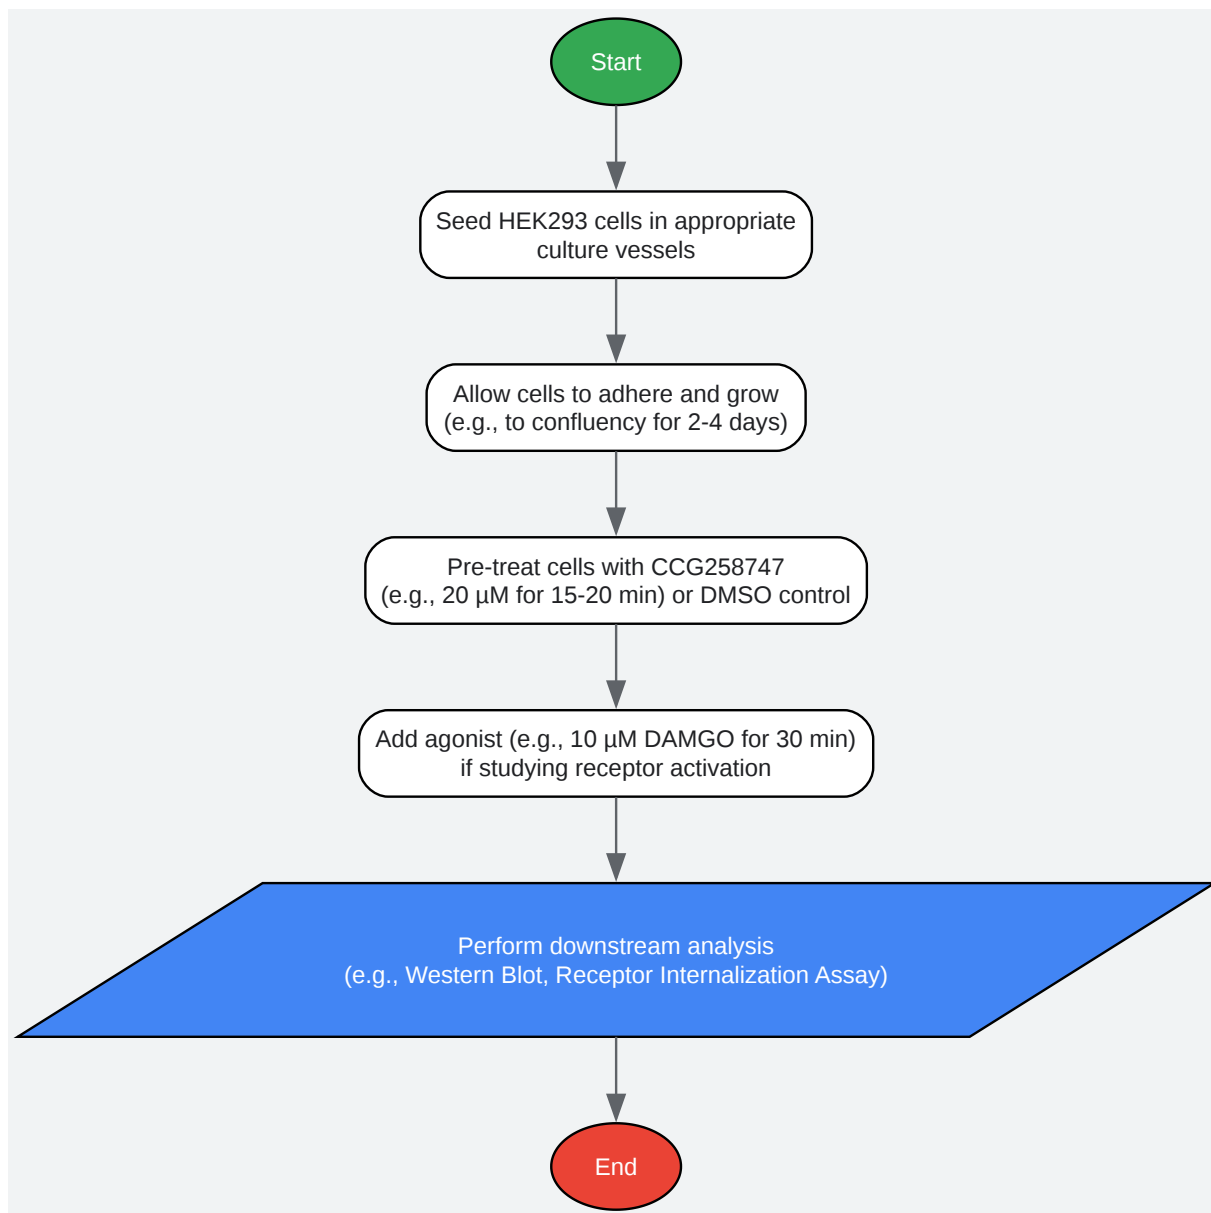 Start
Seed HEK293 cells in appropriate
culture vessels
Allow cells to adhere and grow
(e.g., to confluency for 2-4 days)
Pre-treat cells with CCG258747
(e.g., 20 µM for 15-20 min) or DMSO control
Add agonist (e.g., 10 µM DAMGO for 30 min)
if studying receptor activation
Perform downstream analysis
(e.g., Western Blot, Receptor Internalization Assay)
End